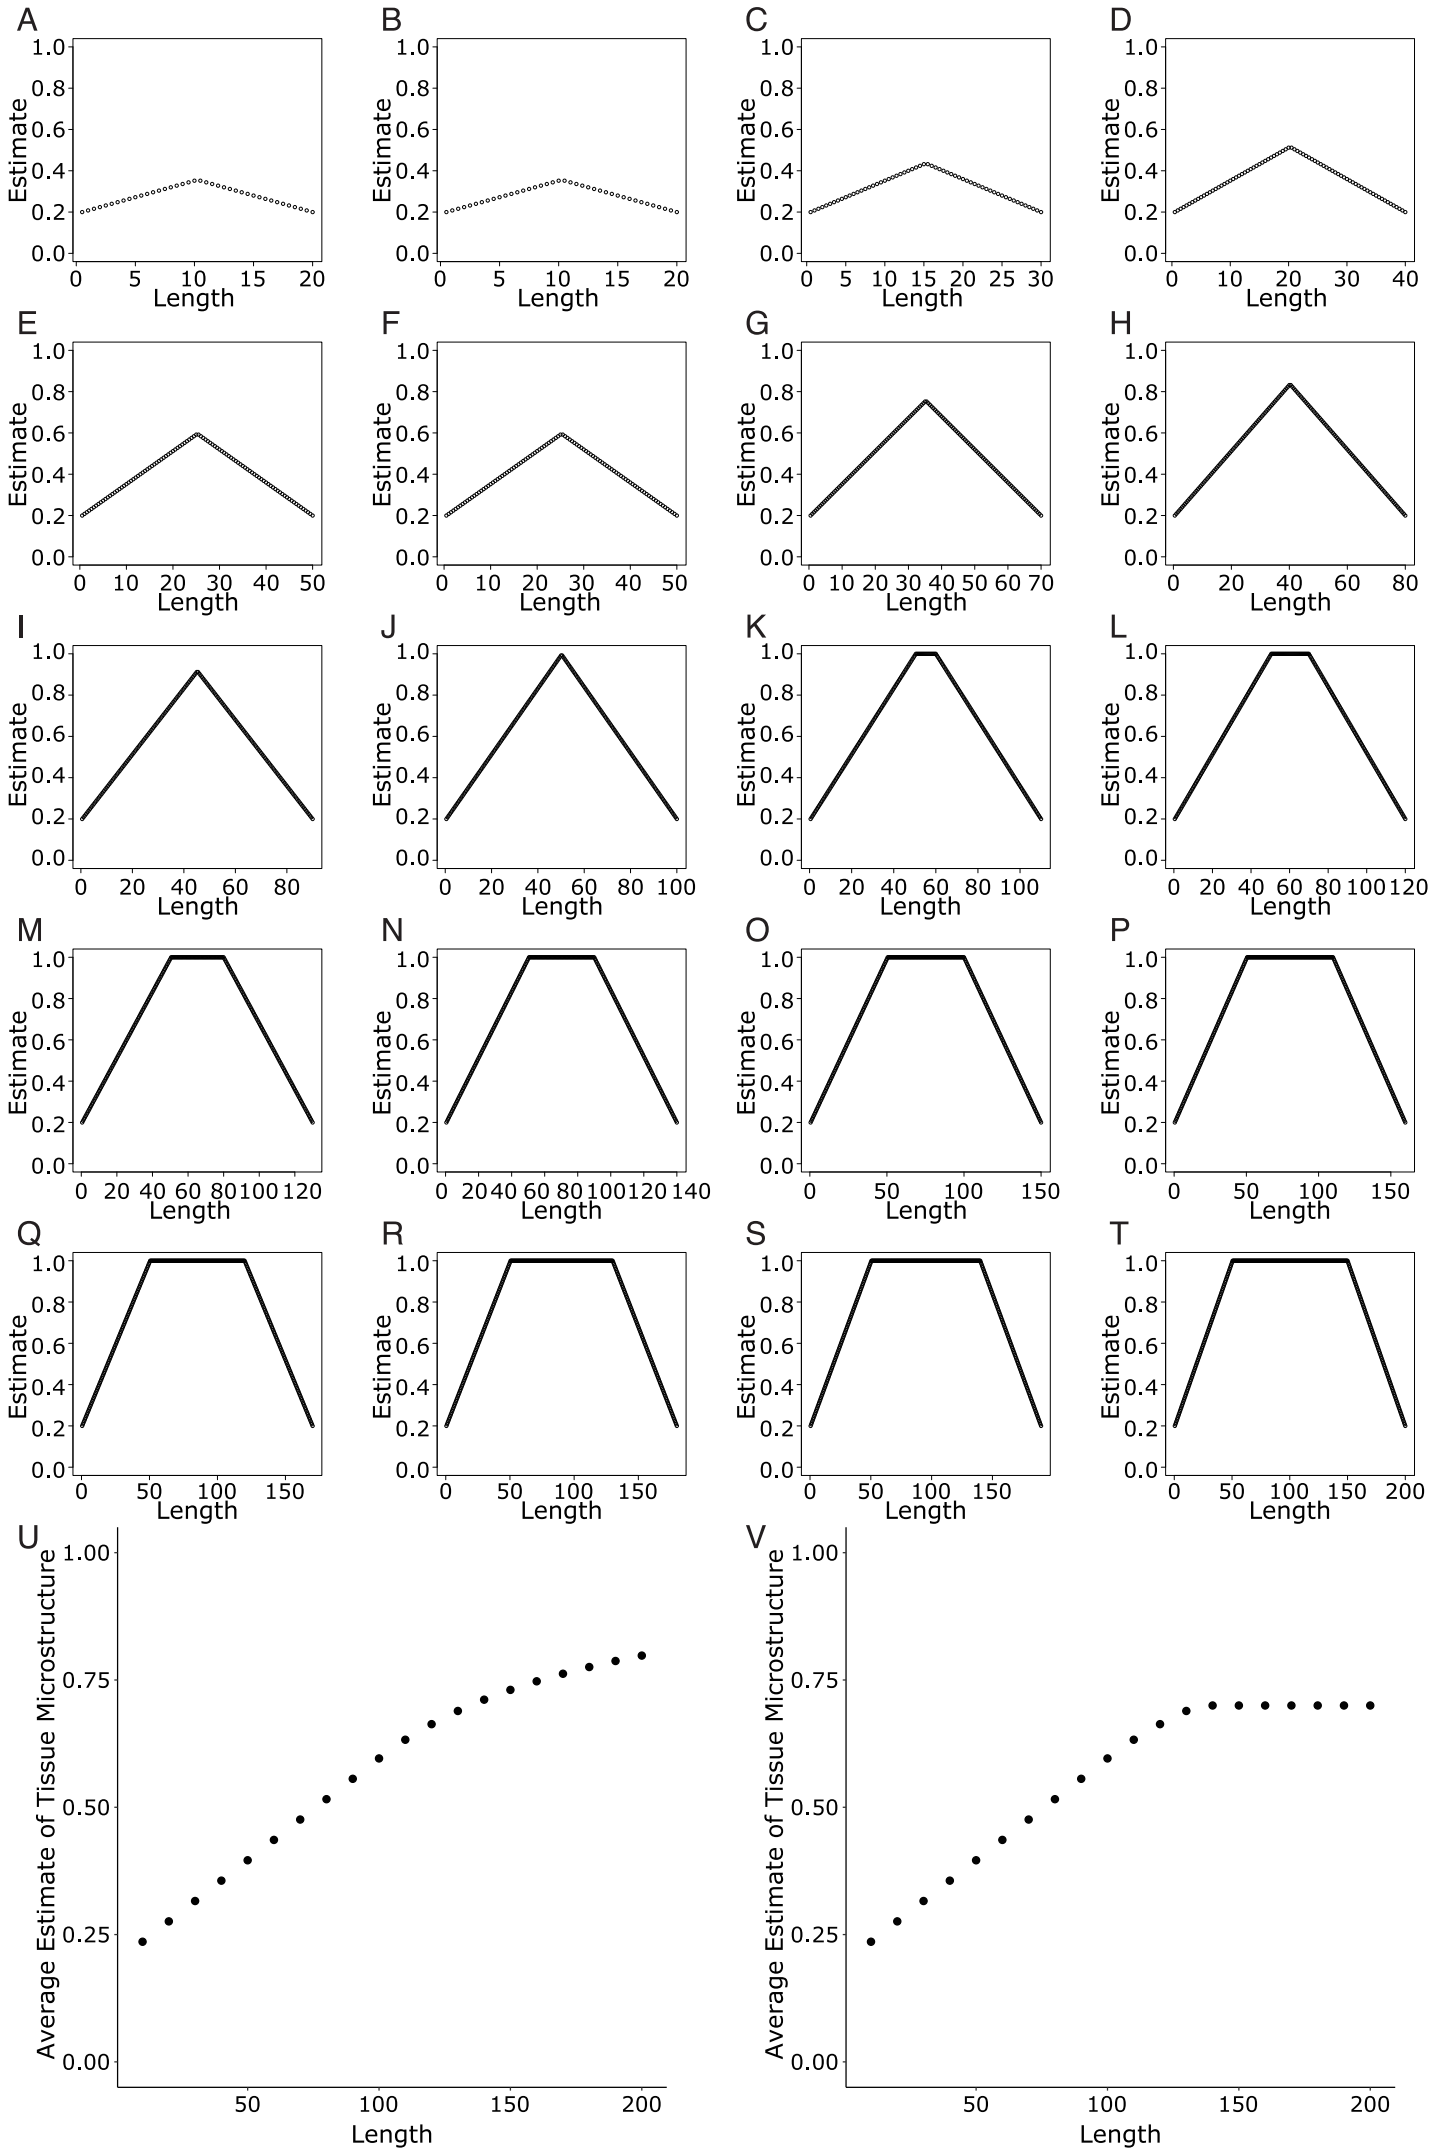 A B C D
1.0 1.0 1.0 1.0
0.8 0.8 0.8 0.8
0.6 0.6 0.6 0.6
0.4 0.4 0.4 0.4
0.2 0.2 0.2 0.2
0.0 0.0 0.0 0.0
Estimate Estimate Estimate Estimate
0 5 10 15 20 0 5 10 15 20 0 5 10 15 20 25 30 0 10 20 30 40
Length Length Length Length
E F G H
1.0 1.0 1.0 1.0
0.8 0.8 0.8 0.8
0.6 0.6 0.6 0.6
0.4 0.4 0.4 0.4
0.2 0.2 0.2 0.2
0.0 0.0 0.0 0.0
Estimate Estimate Estimate Estimate
0 10 20 30 40 50 0 10 20 30 40 50 0 10 20 30 40 50 60 70 0 20 40 60 80
Length Length Length Length
I J K L
1.0 1.0 1.0 1.0
0.8 0.8 0.8 0.8
0.6 0.6 0.6 0.6
0.4 0.4 0.4 0.4
0.2 0.2 0.2 0.2
0.0 0.0 0.0 0.0
Estimate Estimate Estimate Estimate
0 20 40 60 80 0 20 40 60 80 100 0 20 40 60 80 100 0 20 40 60 80 100 120
Length Length Length Length
M N O P
1.0 1.0 1.0 1.0
0.8 0.8 0.8 0.8
0.6 0.6 0.6 0.6
0.4 0.4 0.4 0.4
0.2 0.2 0.2 0.2
0.0 0.0 0.0 0.0
Estimate Estimate Estimate Estimate
0 20 40 60 80 100 120 0 20 40 60 80 100 120 140 0 50 100 150 0 50 100 150
Length Length Length Length
Q R S T
1.0 1.0 1.0 1.0
0.8 0.8 0.8 0.8
0.6 0.6 0.6 0.6
0.4 0.4 0.4 0.4
0.2 0.2 0.2 0.2
0.0 0.0 0.0 0.0
Estimate Estimate Estimate Estimate
0 50 100 150 0 50 100 150 0 50 100 150 0 50 100 150 200
Length Length Length Length
U V
1.00 1.00
0.75 0.75
0.50 0.50
0.25 0.25
0.00 0.00
Average Estimate of Tissue Microstructure Average Estimate of Tissue Microstructure
50 100 150 200 50 100 150 200
Length Length